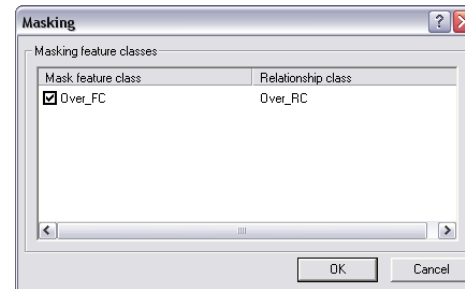 Masking
Masking feature classes
Mask feature class Relationship class
Over_FC Over_RC
OK Cancel